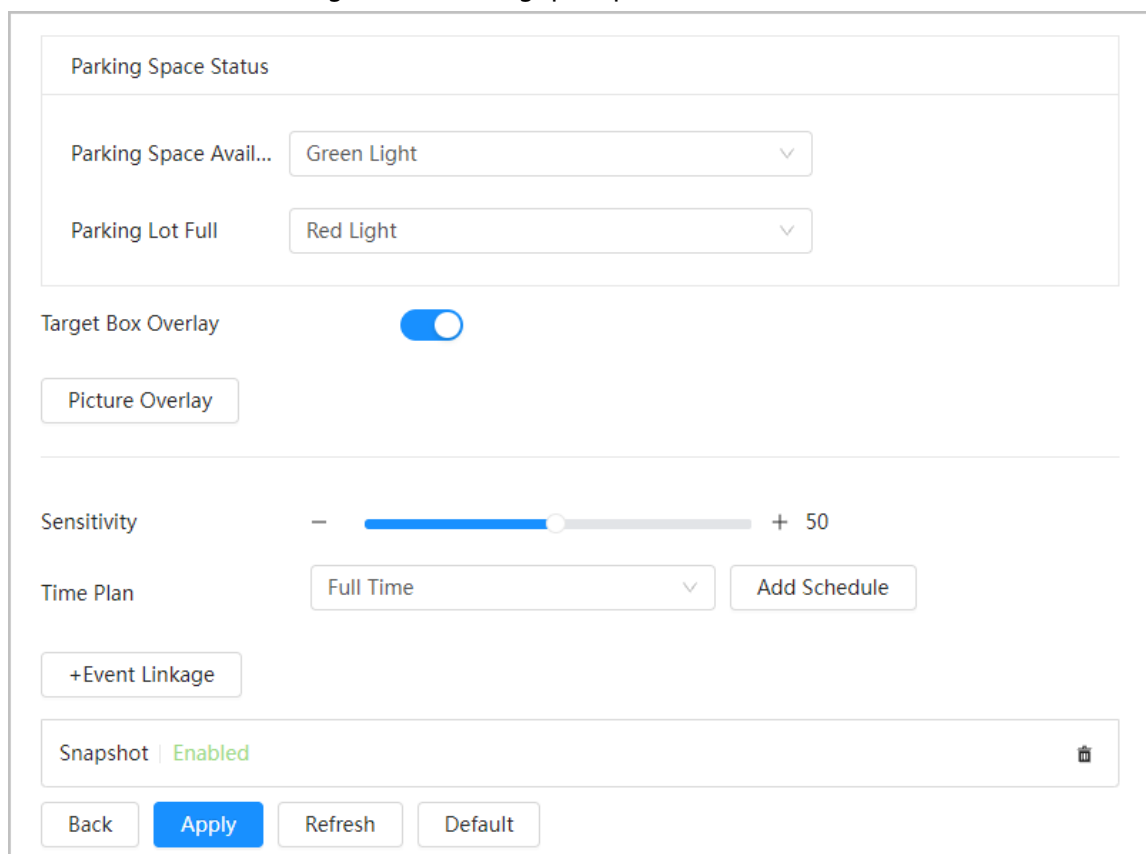 Parking Space Status
Parking Space Avail... Green Light
Parking Lot Full Red Light
Target Box Overlay
Picture Overlay
Sensitivity − + 50
Time Plan Full Time Add Schedule
+Event Linkage
Snapshot Enabled
Back Apply Refresh Default